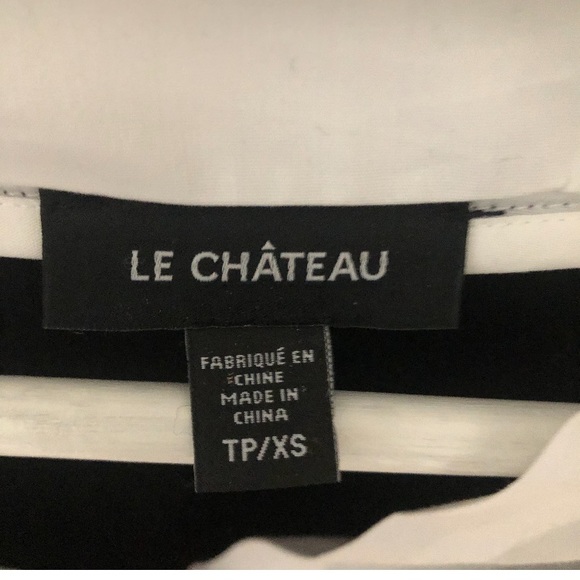 LE CHÂTEAU
FABRIQUÉ EN
CHINE
MADE IN
CHINA
TP/XS